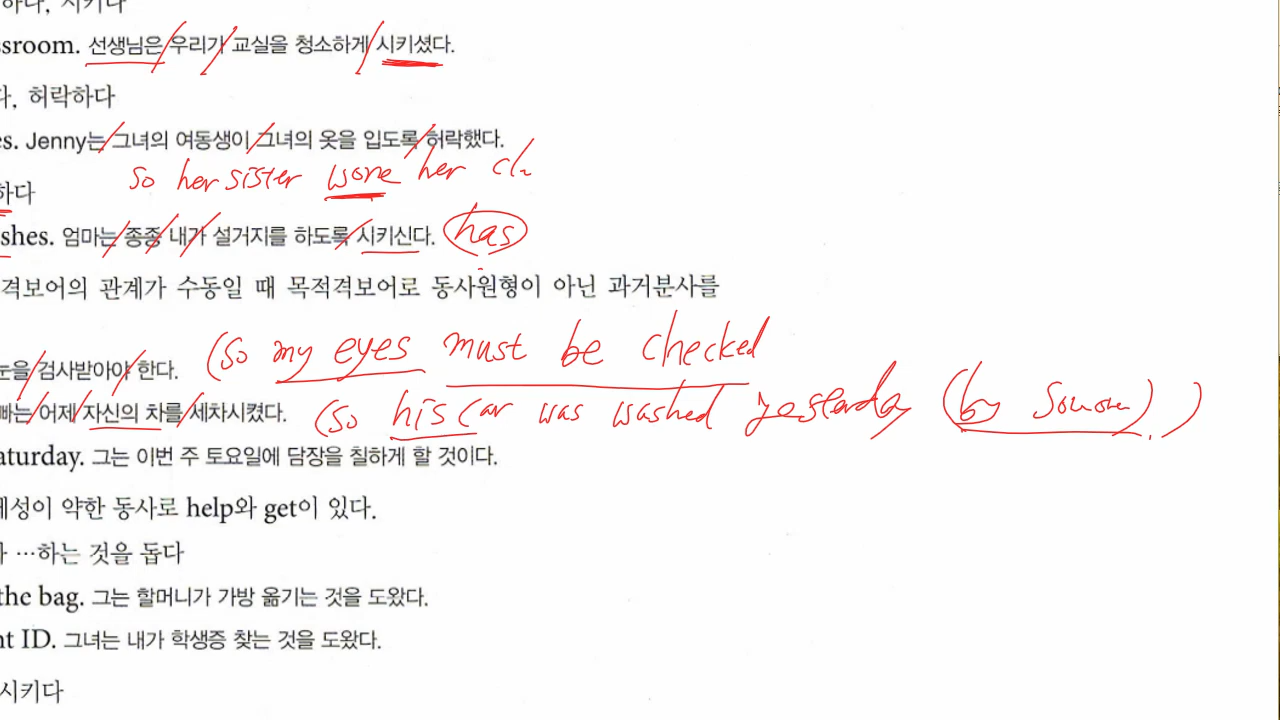 하다, 시키다
ssroom. 선생님은 우리가 교실을 청소하게 시키셨다.
다, 허락하다
es. Jenny는 그녀의 여동생이 그녀의 옷을 입도록 허락했다.
So her sister wore her
하다
shes. 엄마는 종종 내가 설거지를 하도록 시키신다. has
격보어의 관계가 수동일 때 목적격보어로 동사원형이 아닌 과거분사를
눈을 검사받아야 한다. (So my eyes must be checked
빠는 어제 자신의 차를 세차시켰다. (So his car was washed yesterday (by ) )
aturday. 그는 이번 주 토요일에 담장을 칠하게 할 것이다.
제성이 약한 동사로 help와 get이 있다.
가 …하는 것을 돕다
the bag. 그는 할머니가 가방 옮기는 것을 도왔다.
nt ID. 그녀는 내가 학생증 찾는 것을 도왔다.
시키다